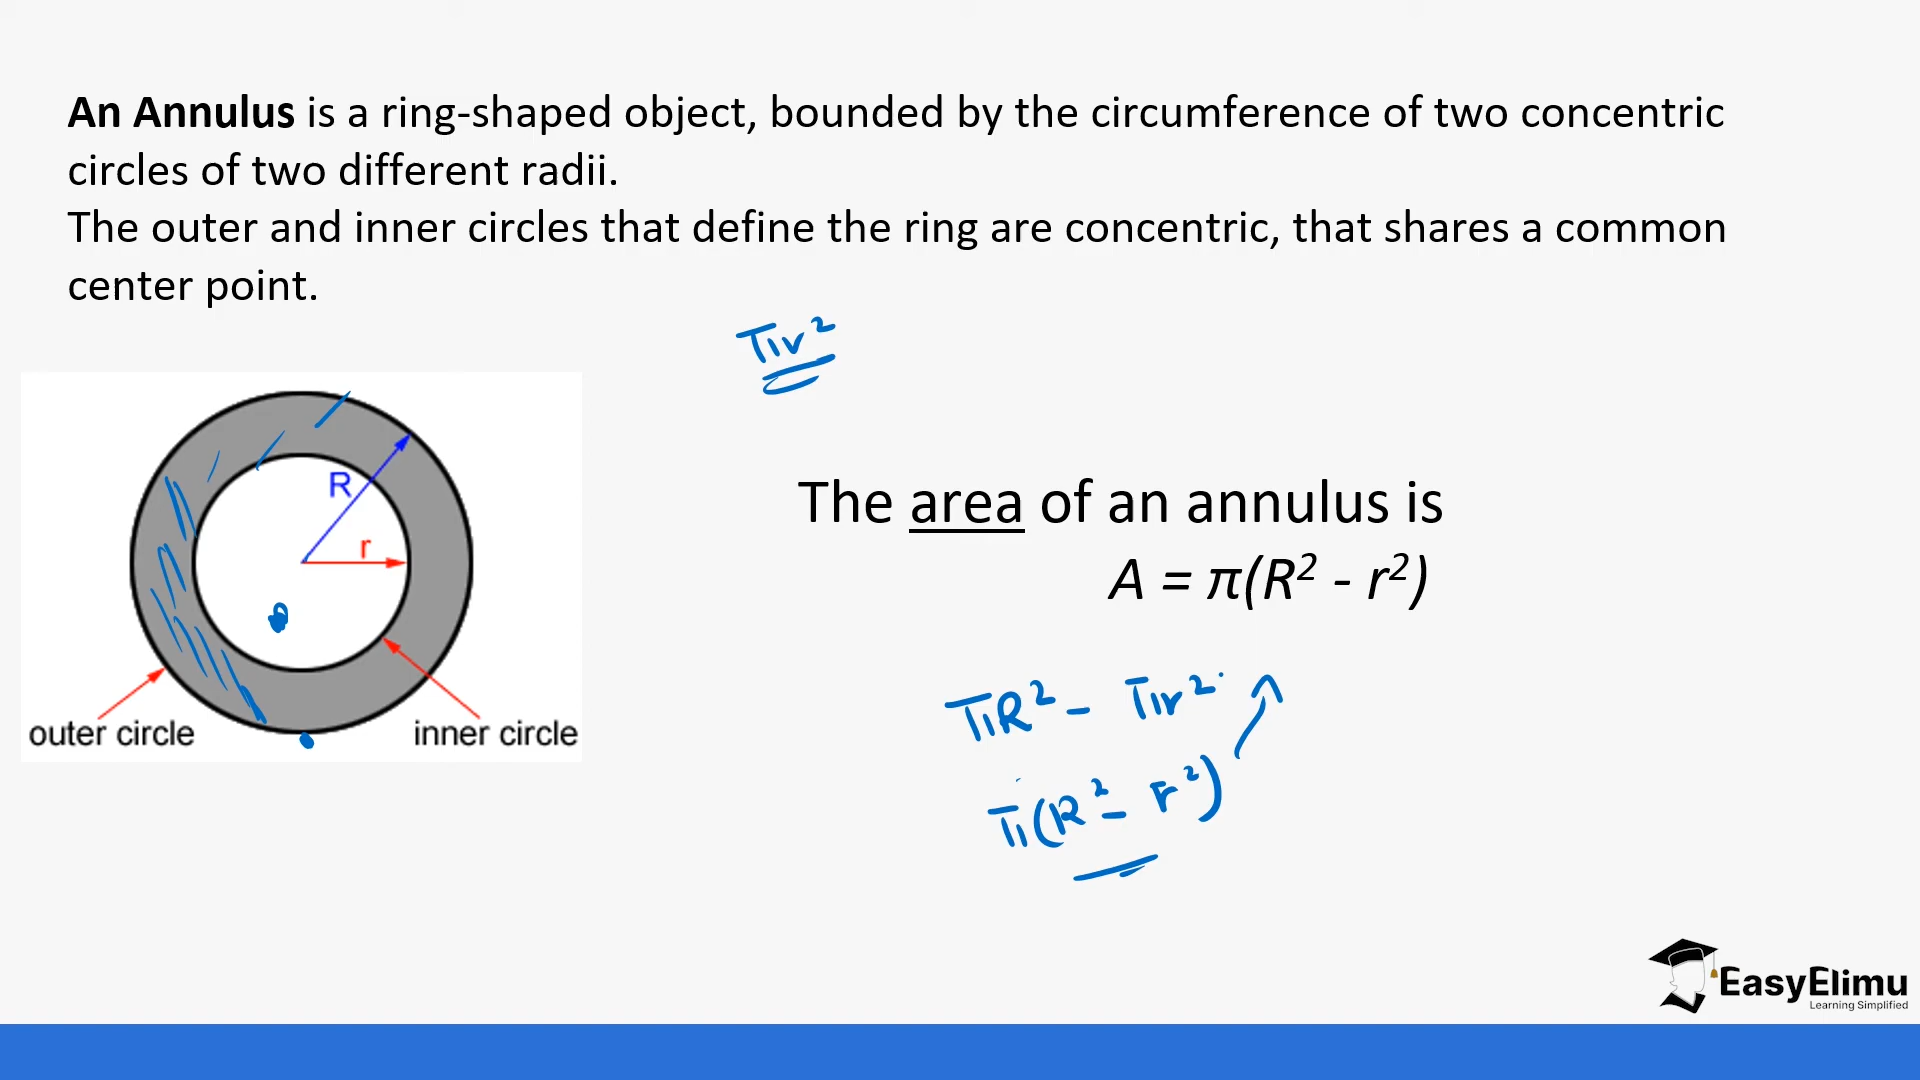 An Annulus is a ring-shaped object, bounded by the circumference of two concentric
circles of two different radii.
The outer and inner circles that define the ring are concentric, that shares a common
center point.
πr²
R
r
outer circle
inner circle
The area of an annulus is
A = π(R² - r²)
πR² - πr²
π(R² - r²)
EasyElimu
Learning Simplified